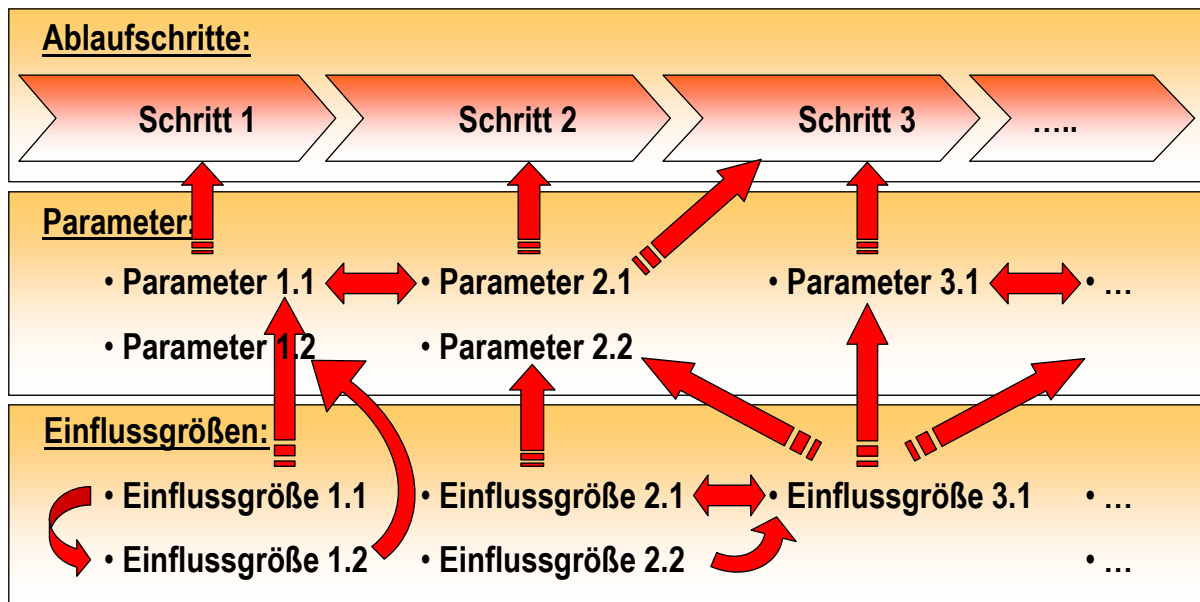 Ablaufschritte:
Schritt 1 Schritt 2 Schritt 3 .....
Parameter:
• Parameter 1.1 • Parameter 2.1 • Parameter 3.1 • ...
• Parameter 1.2 • Parameter 2.2
Einflussgrößen:
• Einflussgröße 1.1 • Einflussgröße 2.1 • Einflussgröße 3.1 • ...
• Einflussgröße 1.2 • Einflussgröße 2.2 • ...